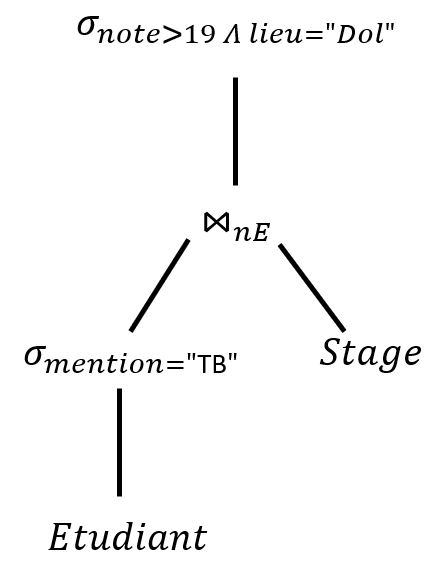 σnote>19 Λ lieu="Dol"
⋈nE
σmention="TB"
Stage
Etudiant